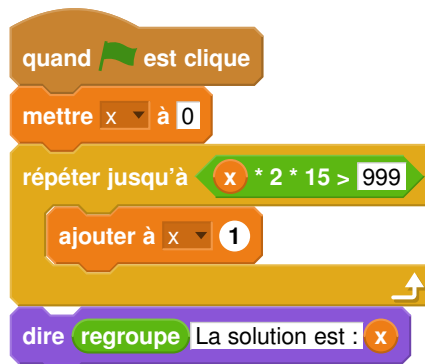 quand est clique
mettre x à 0
répéter jusqu'à x * 2 * 15 > 999
ajouter à x 1
dire regroupe La solution est : x